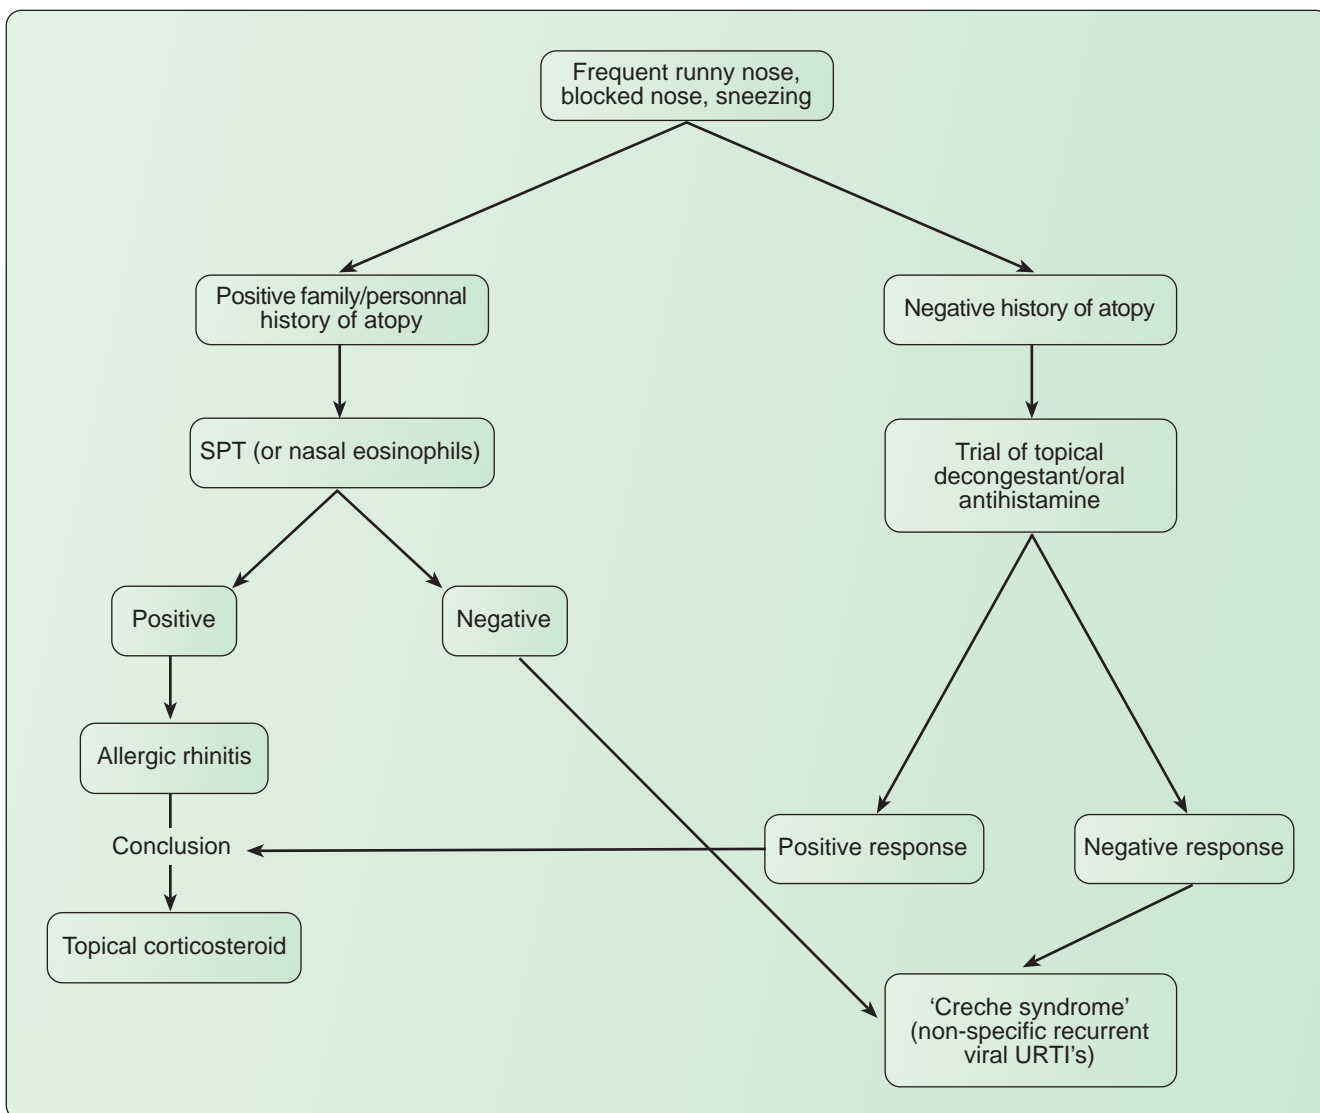 Frequent runny nose,
blocked nose, sneezing
Positive family/personnal
history of atopy
Negative history of atopy
SPT (or nasal eosinophils)
Trial of topical
decongestant/oral
antihistamine
Positive
Negative
Allergic rhinitis
Conclusion
Positive response
Negative response
Topical corticosteroid
‘Creche syndrome’
(non-specific recurrent
viral URTI’s)